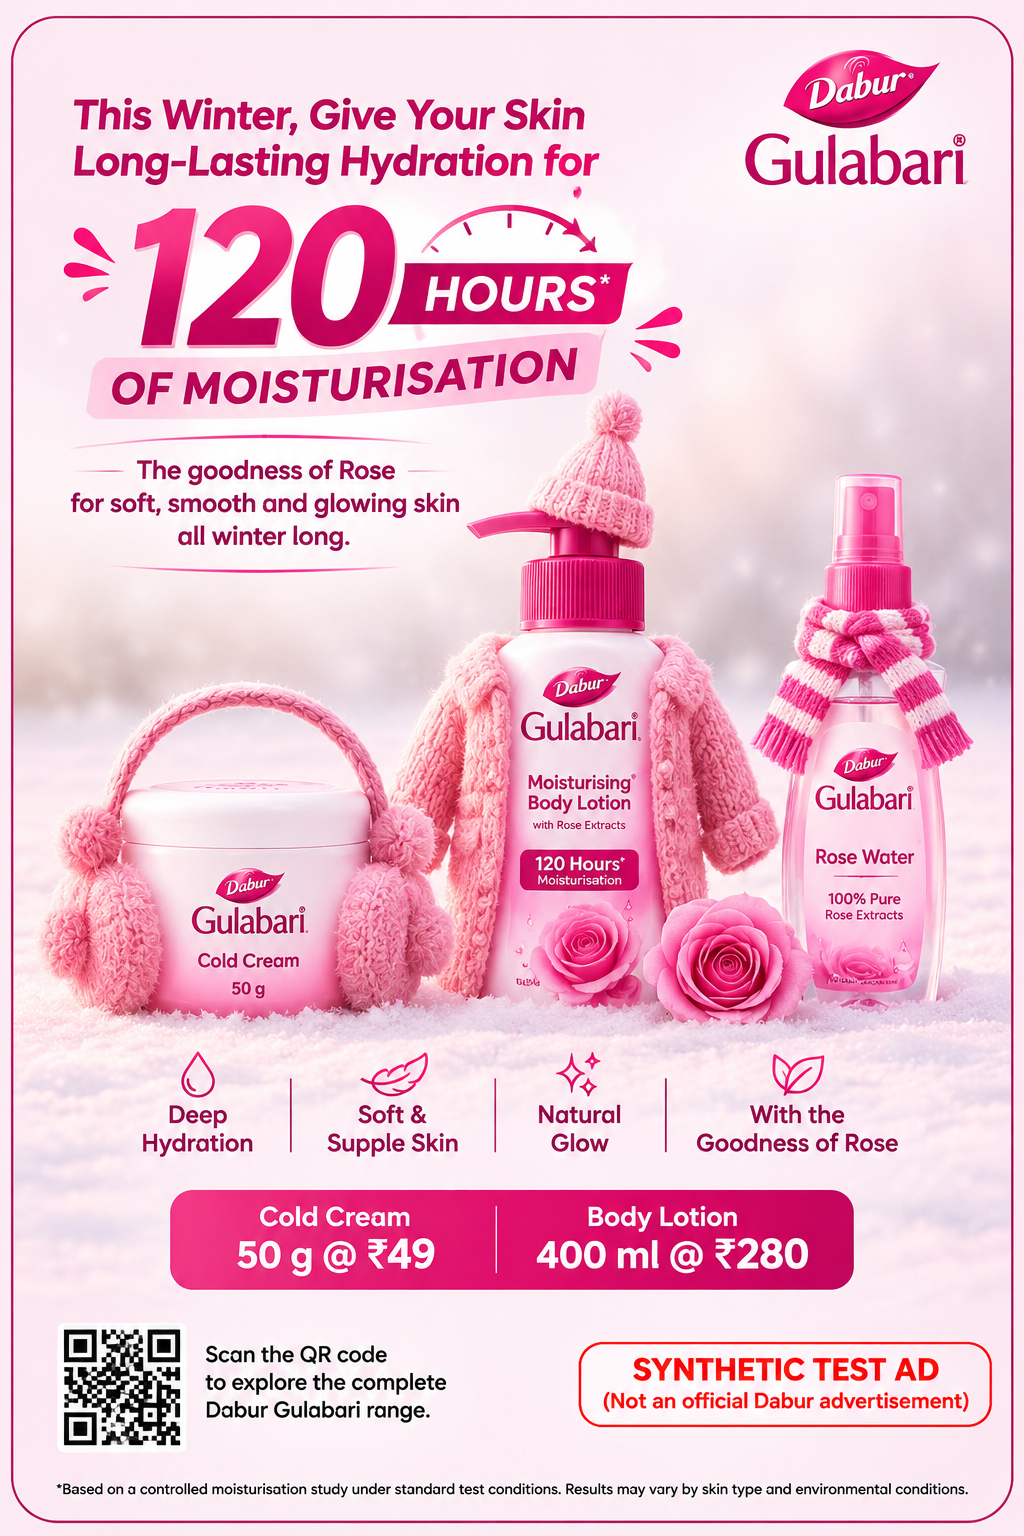 This Winter, Give Your Skin
Long-Lasting Hydration for
120
HOURS*
OF MOISTURISATION
Dabur®
Gulabari®
The goodness of Rose
for soft, smooth and glowing skin
all winter long.
Dabur
Gulabari®
Moisturising®
Body Lotion
with Rose Extracts
120 Hours*
Moisturisation
Dabur
Gulabari
Rose Water
100% Pure
Rose Extracts
Dabur
Gulabari
Cold Cream
50 g
Deep
Hydration
Soft &
Supple Skin
Natural
Glow
With the
Goodness of Rose
Cold Cream
50 g @ ₹49
Body Lotion
400 ml @ ₹280
Scan the QR code
to explore the complete
Dabur Gulabari range.
SYNTHETIC TEST AD
(Not an official Dabur advertisement)
*Based on a controlled moisturisation study under standard test conditions. Results may vary by skin type and environmental conditions.